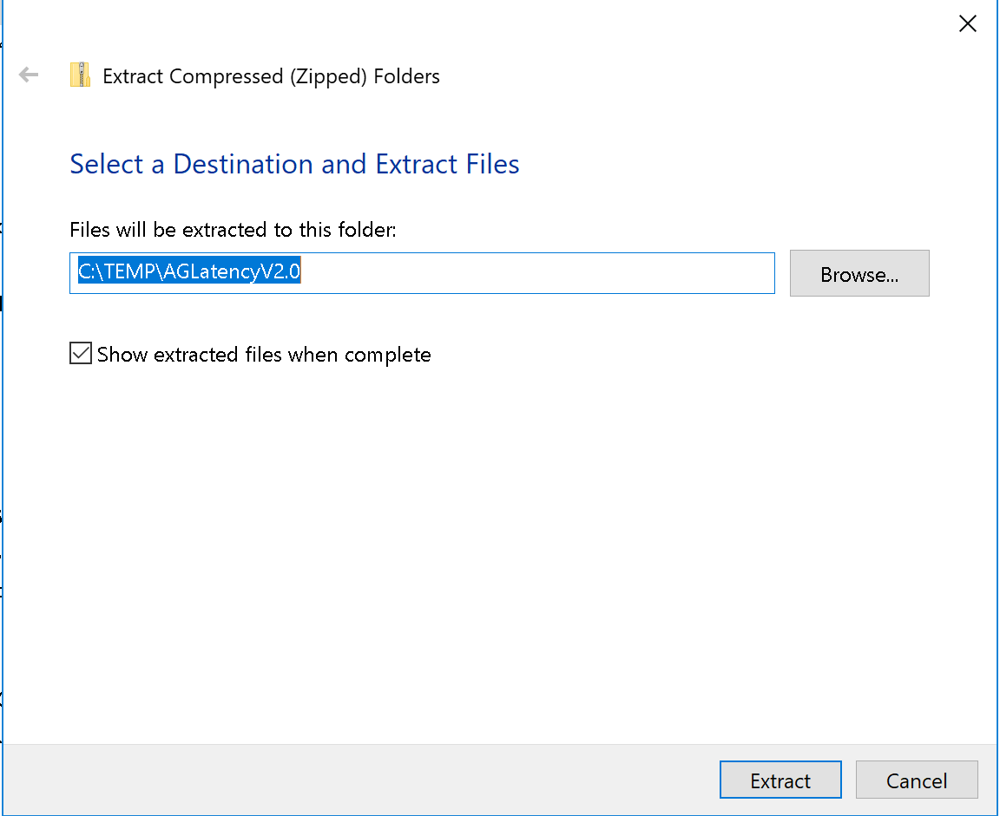 Extract Compressed (Zipped) Folders
Select a Destination and Extract Files
Files will be extracted to this folder:
C:\TEMP\AGLatencyV2.0
Browse...
Show extracted files when complete
Extract
Cancel